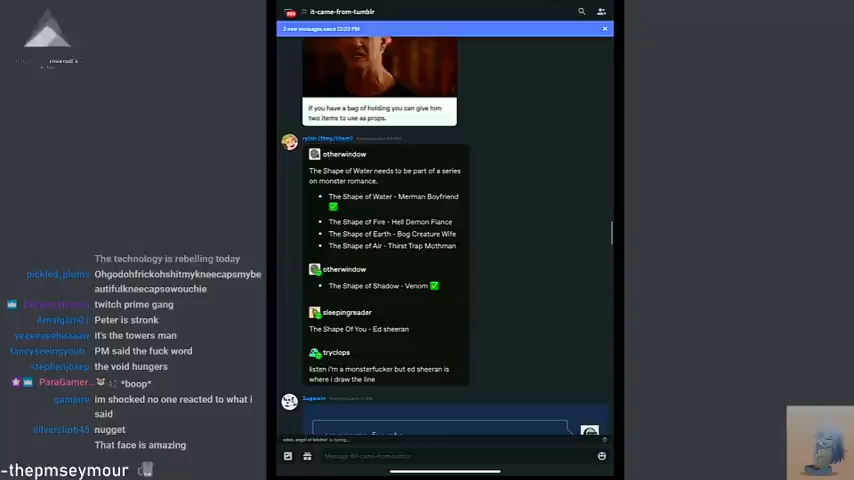 # it-came-from-tumblr
2 new messages since 12:03 PM
if you have a bag of holding you can give him
two items to use as props.
rylan (they/them)
otherwindow
The Shape of Water needs to be part of a series
on monster romance.
• The Shape of Water - Merman Boyfriend
✅
• The Shape of Fire - Hell Demon Fiance
• The Shape of Earth - Bog Creature Wife
• The Shape of Air - Thirst Trap Mothman
otherwindow
• The Shape of Shadow - Venom ✅
sleepingreader
The Shape Of You - Ed sheeran
tryclops
listen i'm a monsterfucker but ed sheeran is
where i draw the line
Message #it-came-from-tumblr
The technology is rebelling today
pickled_plums Ohgodohfrickohshitmykneecapsmybe
autifulkneecapsowouchie
twitch prime gang
Amalgam01 Peter is stronk
yeeeeeehaaaaw it's the towers man
fancyseeingyouh.. PM said the fuck word
stephenjosep the void hungers
ParaGamer.. 42 *boop*
gampire im shocked no one reacted to what i
said
silverslip645 nugget
That face is amazing
-thepmseymour